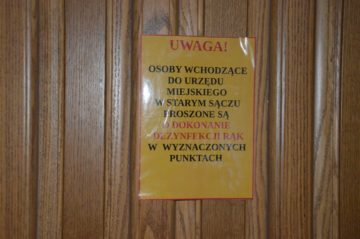 UWAGA!
OSOBY WCHODZĄCE
DO URZĘDU
MIEJSKIEGO
W STARYM SĄCZU
PROSZONE SĄ
O DOKONANIE
DEZYNFEKCJI RĄK
W WYZNACZONYCH
PUNKTACH